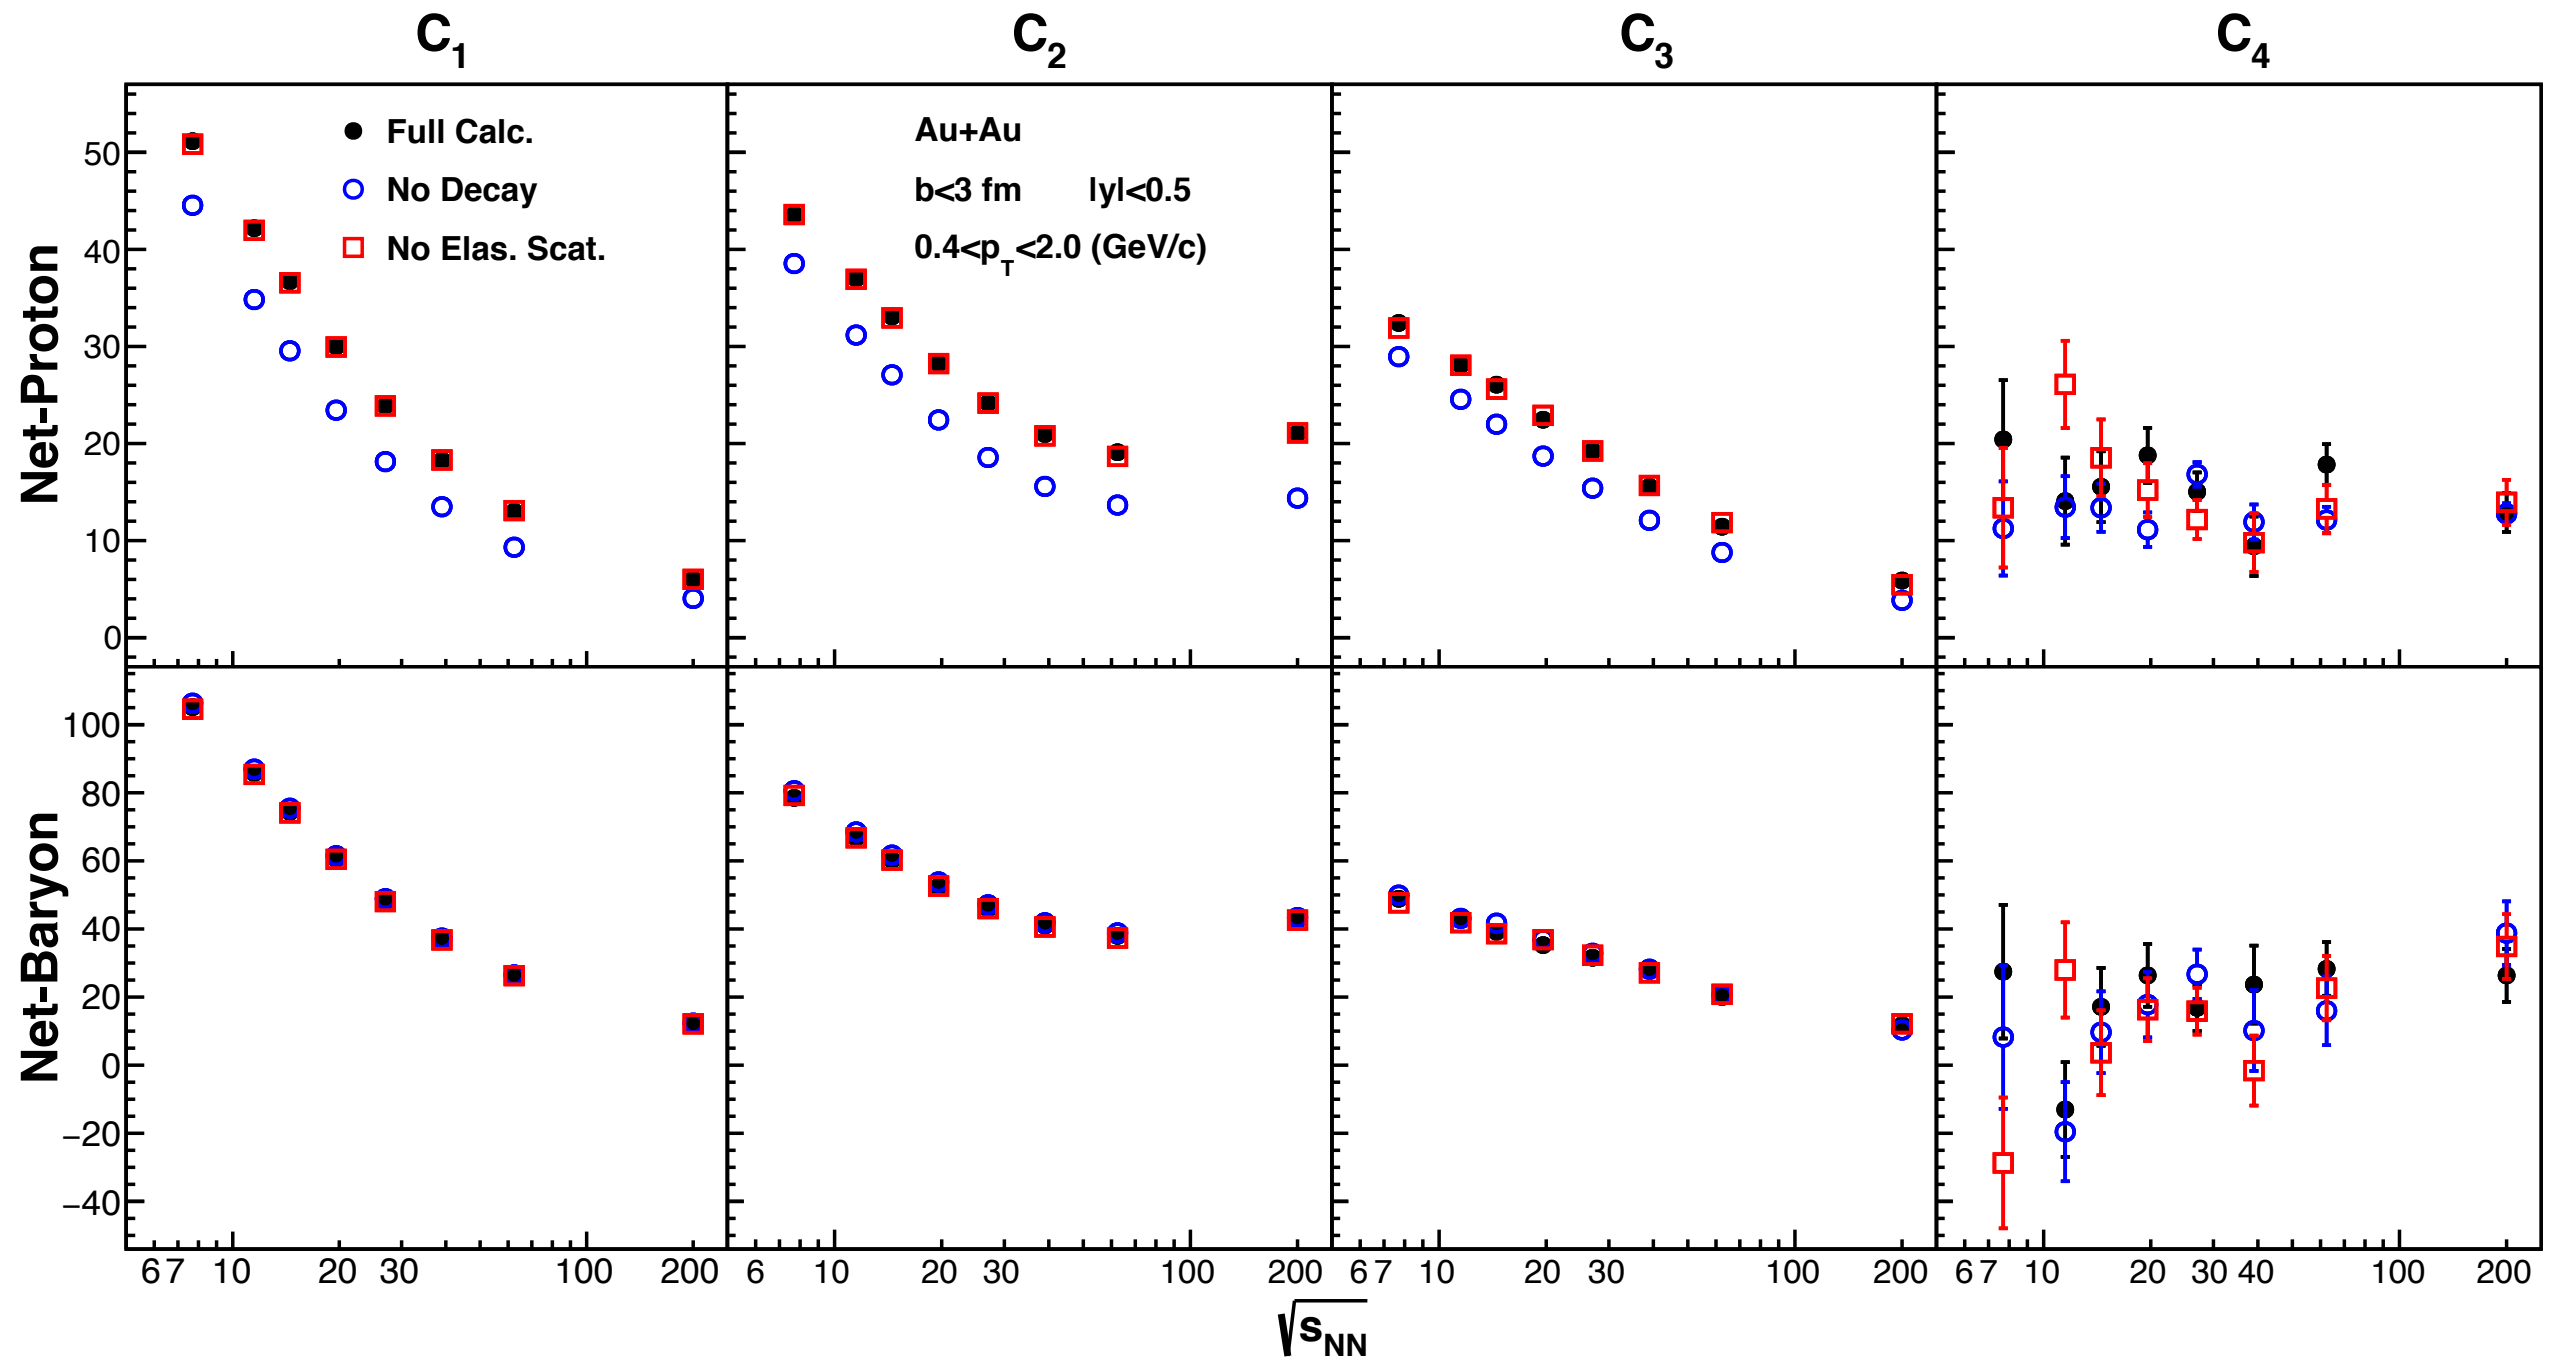 C1 C2 C3 C4
Full Calc.
No Decay
No Elas. Scat.
Au+Au
b<3 fm |y|<0.5
0.4<pT<2.0 (GeV/c)
Net-Proton
50
40
30
20
10
0
Net-Baryon
100
80
60
40
20
0
−20
−40
6 7 10 20 30 100 200 6 10 20 30 100 200 6 7 10 20 30 100 200 6 7 10 20 30 40 100 200
√sNN